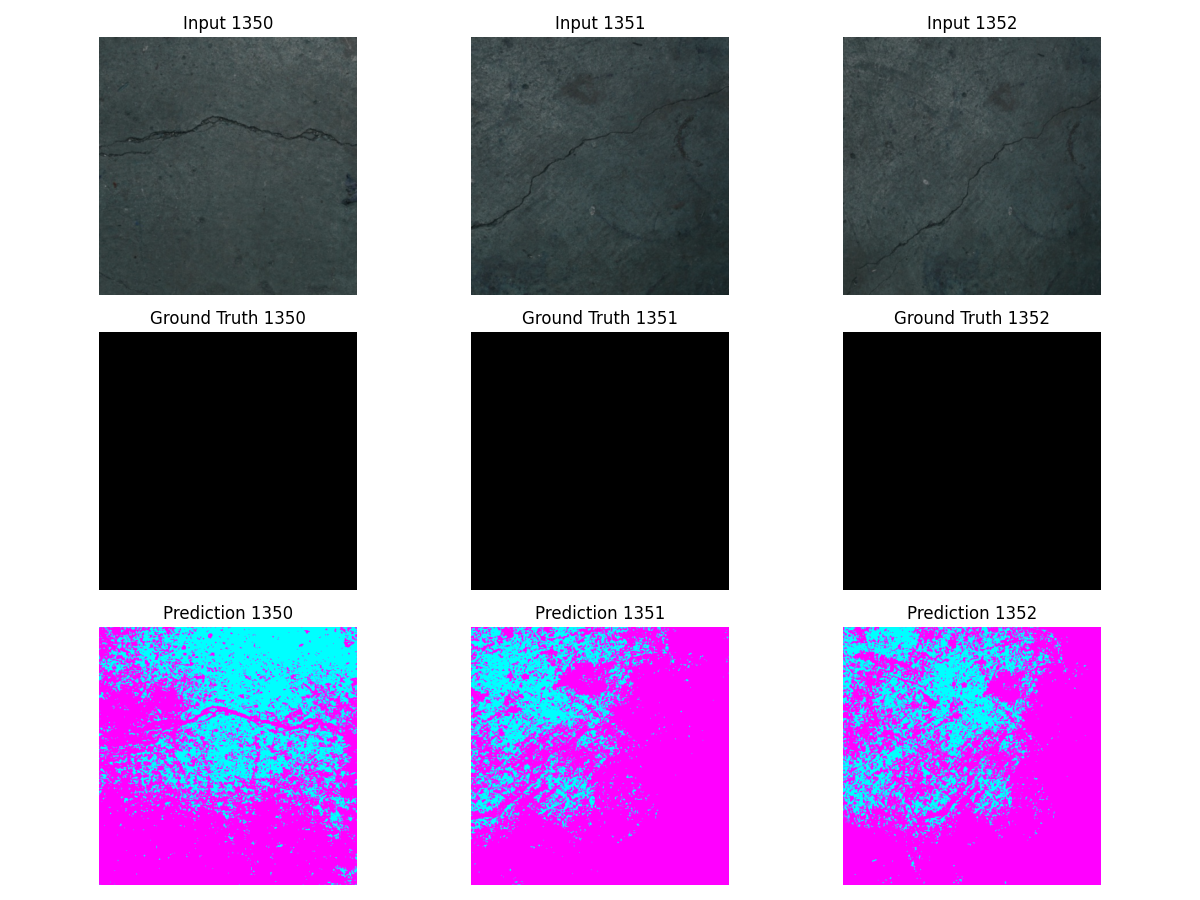 Input 1350
Input 1351
Input 1352
Ground Truth 1350
Ground Truth 1351
Ground Truth 1352
Prediction 1350
Prediction 1351
Prediction 1352